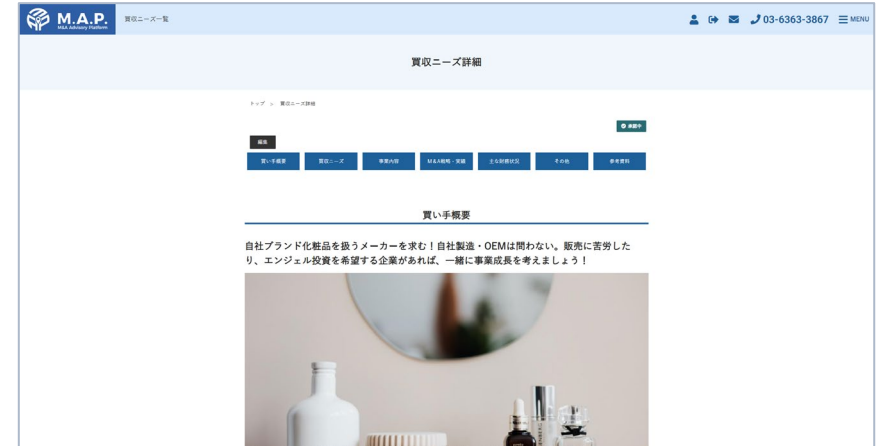 M.A.P.
M&A Advisory Platform
買収ニーズ一覧
03-6363-3867
MENU
買収ニーズ詳細
トップ > 買収ニーズ詳細
承認中
編集
買い手概要
買収ニーズ
事業内容
M&A戦略・実績
主な財務状況
その他
参考資料
買い手概要
自社ブランド化粧品を扱うメーカーを求む！自社製造・OEMは問わない。販売に苦労した
り、エンジェル投資を希望する企業があれば、一緒に事業成長を考えましょう！